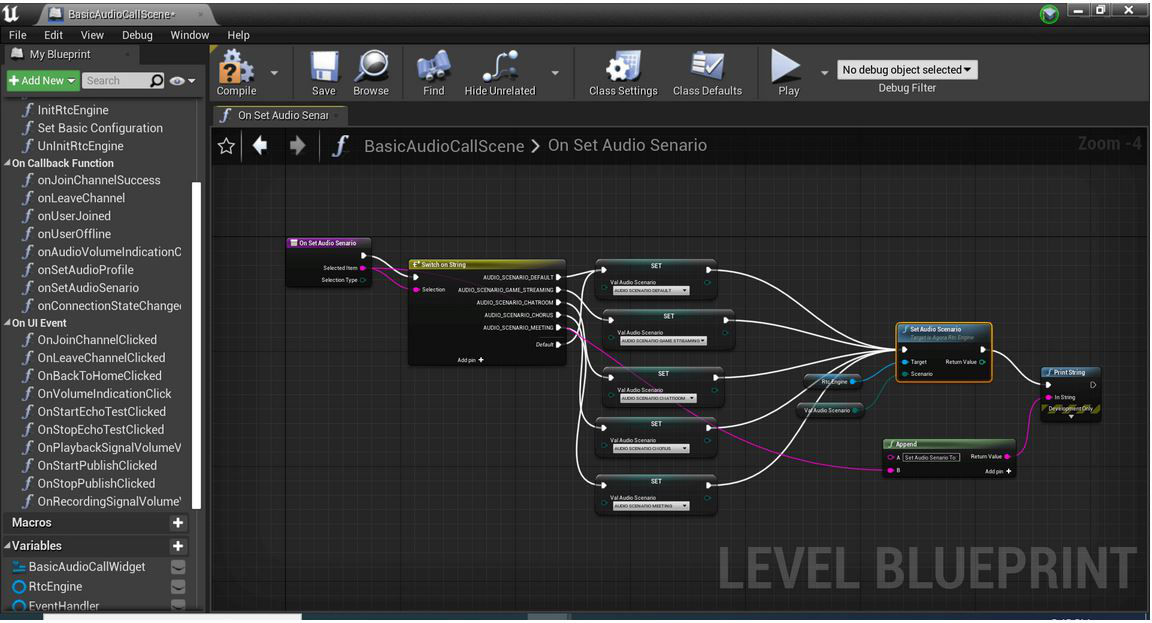 BasicAudioCallScene*
File Edit View Debug Window Help
My Blueprint
Add New
Search
Compile
Save
Browse
Find
Hide Unrelated
Class Settings
Class Defaults
Play
No debug object selected
Debug Filter
InitRtcEngine
Set Basic Configuration
UnInitRtcEngine
On Callback Function
onJoinChannelSuccess
onLeaveChannel
onUserJoined
onUserOffline
onAudioVolumeIndicationC
onSetAudioProfile
onSetAudioSenario
onConnectionStateChange
On UI Event
OnJoinChannelClicked
OnLeaveChannelClicked
OnBackToHomeClicked
OnVolumeIndicationClick
OnStartEchoTestClicked
OnStopEchoTestClicked
OnPlaybackSignalVolumeV
OnStartPublishClicked
OnStopPublishClicked
OnRecordingSignalVolume
Macros
Variables
BasicAudioCallWidget
RtcEngine
EventHandler
On Set Audio Senar
BasicAudioCallScene > On Set Audio Senario
Zoom -4
On Set Audio Senario
Selected Item
Selection Type
Switch on String
Selection
AUDIO_SCENARIO_DEFAULT
AUDIO_SCENARIO_GAME_STREAMING
AUDIO_SCENARIO_CHATROOM
AUDIO_SCENARIO_CHORUS
AUDIO_SCENARIO_MEETING
Default
Add pin +
SET
Val Audio Scenario
AUDIO SCENARIO DEFAULT
SET
Val Audio Scenario
AUDIO SCENARIO GAME STREAMING
SET
Val Audio Scenario
AUDIO SCENARIO CHATROOM
SET
Val Audio Scenario
AUDIO SCENARIO CHORUS
SET
Val Audio Scenario
AUDIO SCENARIO MEETING
Rtc Engine
Val Audio Scenario
Set Audio Scenario
Target is Agora Rtc Engine
Target
Return Value
Scenario
Append
A Set Audio Senario To:
Return Value
B
Add pin +
Print String
In String
Development Only
LEVEL BLUEPRINT